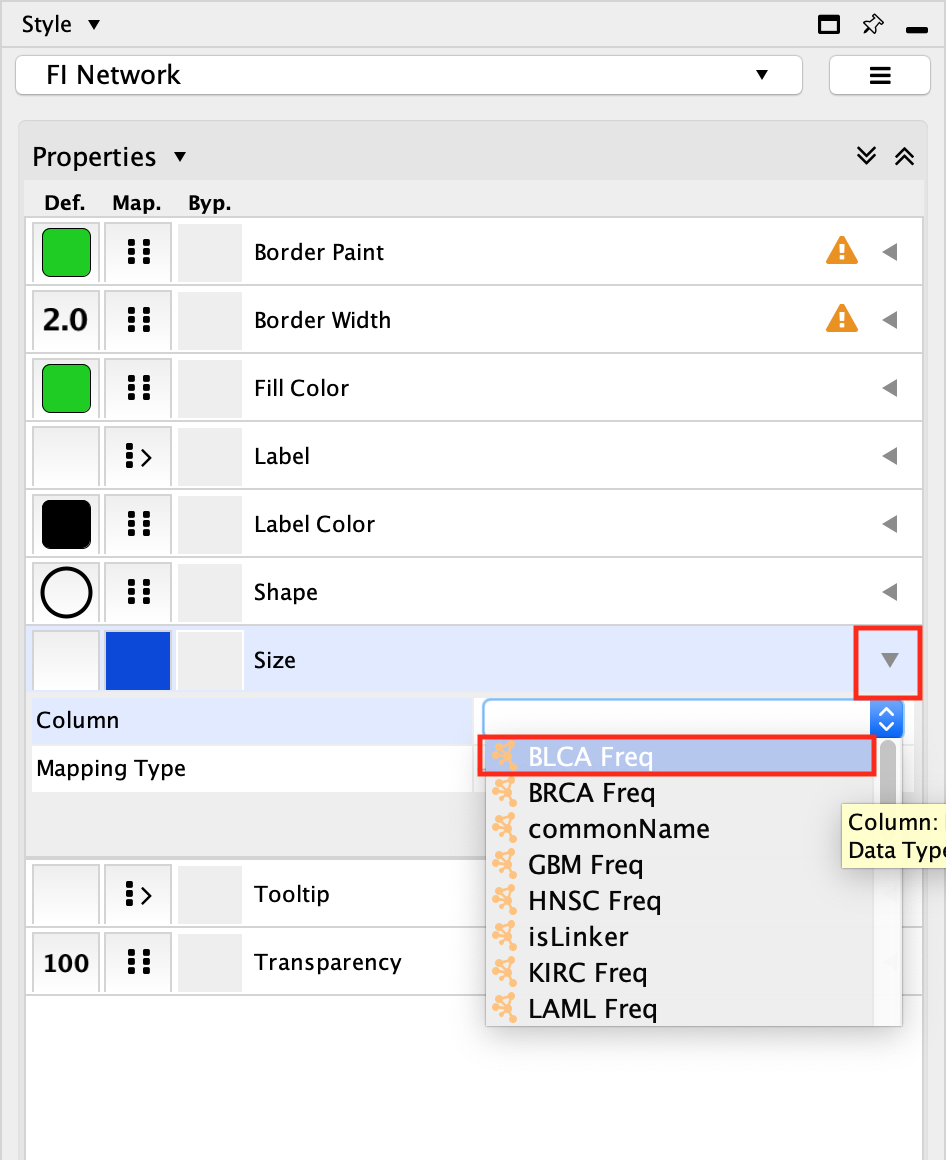 Style
FI Network
Properties
Def. Map. Byp.
Border Paint
2.0 Border Width
Fill Color
Label
Label Color
Shape
Size
Column
BLCA Freq
Mapping Type
BRCA Freq
commonName
Column:
Data Type
GBM Freq
HNSC Freq
Tooltip
isLinker
100 Transparency
KIRC Freq
LAML Freq